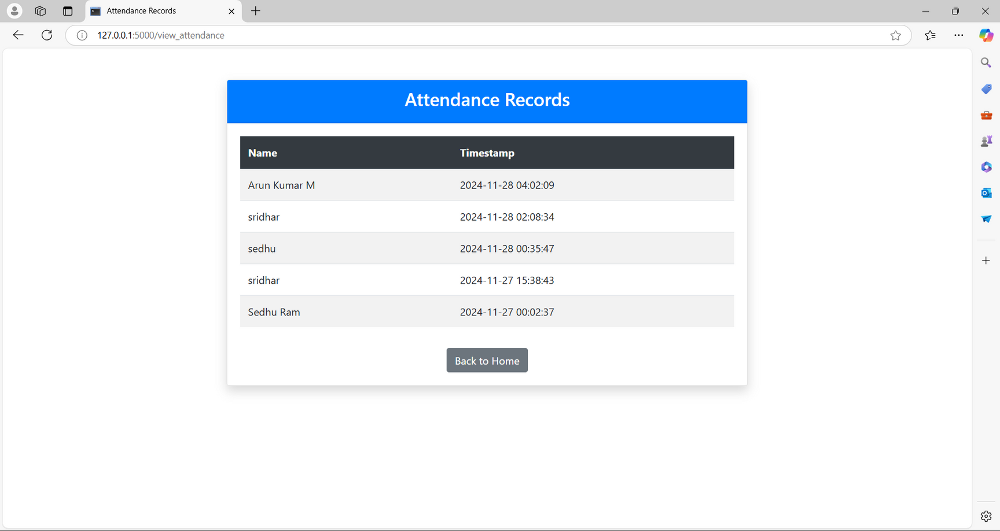 Attendance Records
127.0.0.1:5000/view_attendance
Attendance Records
Name Timestamp
Arun Kumar M 2024-11-28 04:02:09
sridhar 2024-11-28 02:08:34
sedhu 2024-11-28 00:35:47
sridhar 2024-11-27 15:38:43
Sedhu Ram 2024-11-27 00:02:37
Back to Home